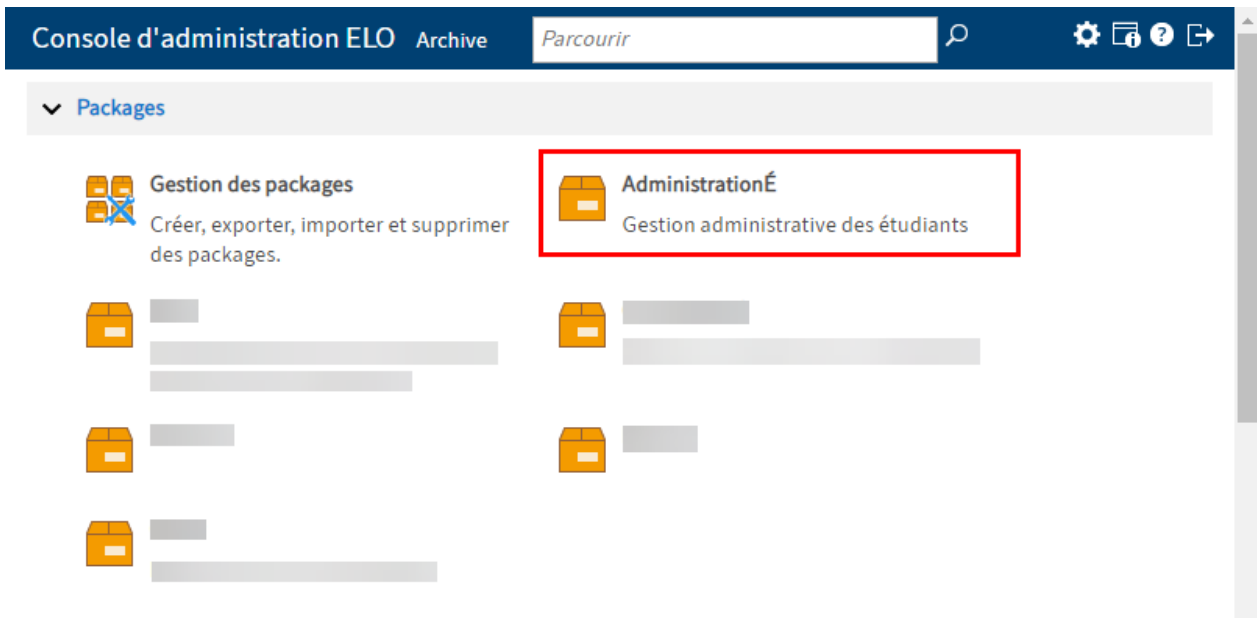 Console d'administration ELO Archive Parcourir
Packages
Gestion des packages
Créer, exporter, importer et supprimer
des packages.
AdministrationÉ
Gestion administrative des étudiants